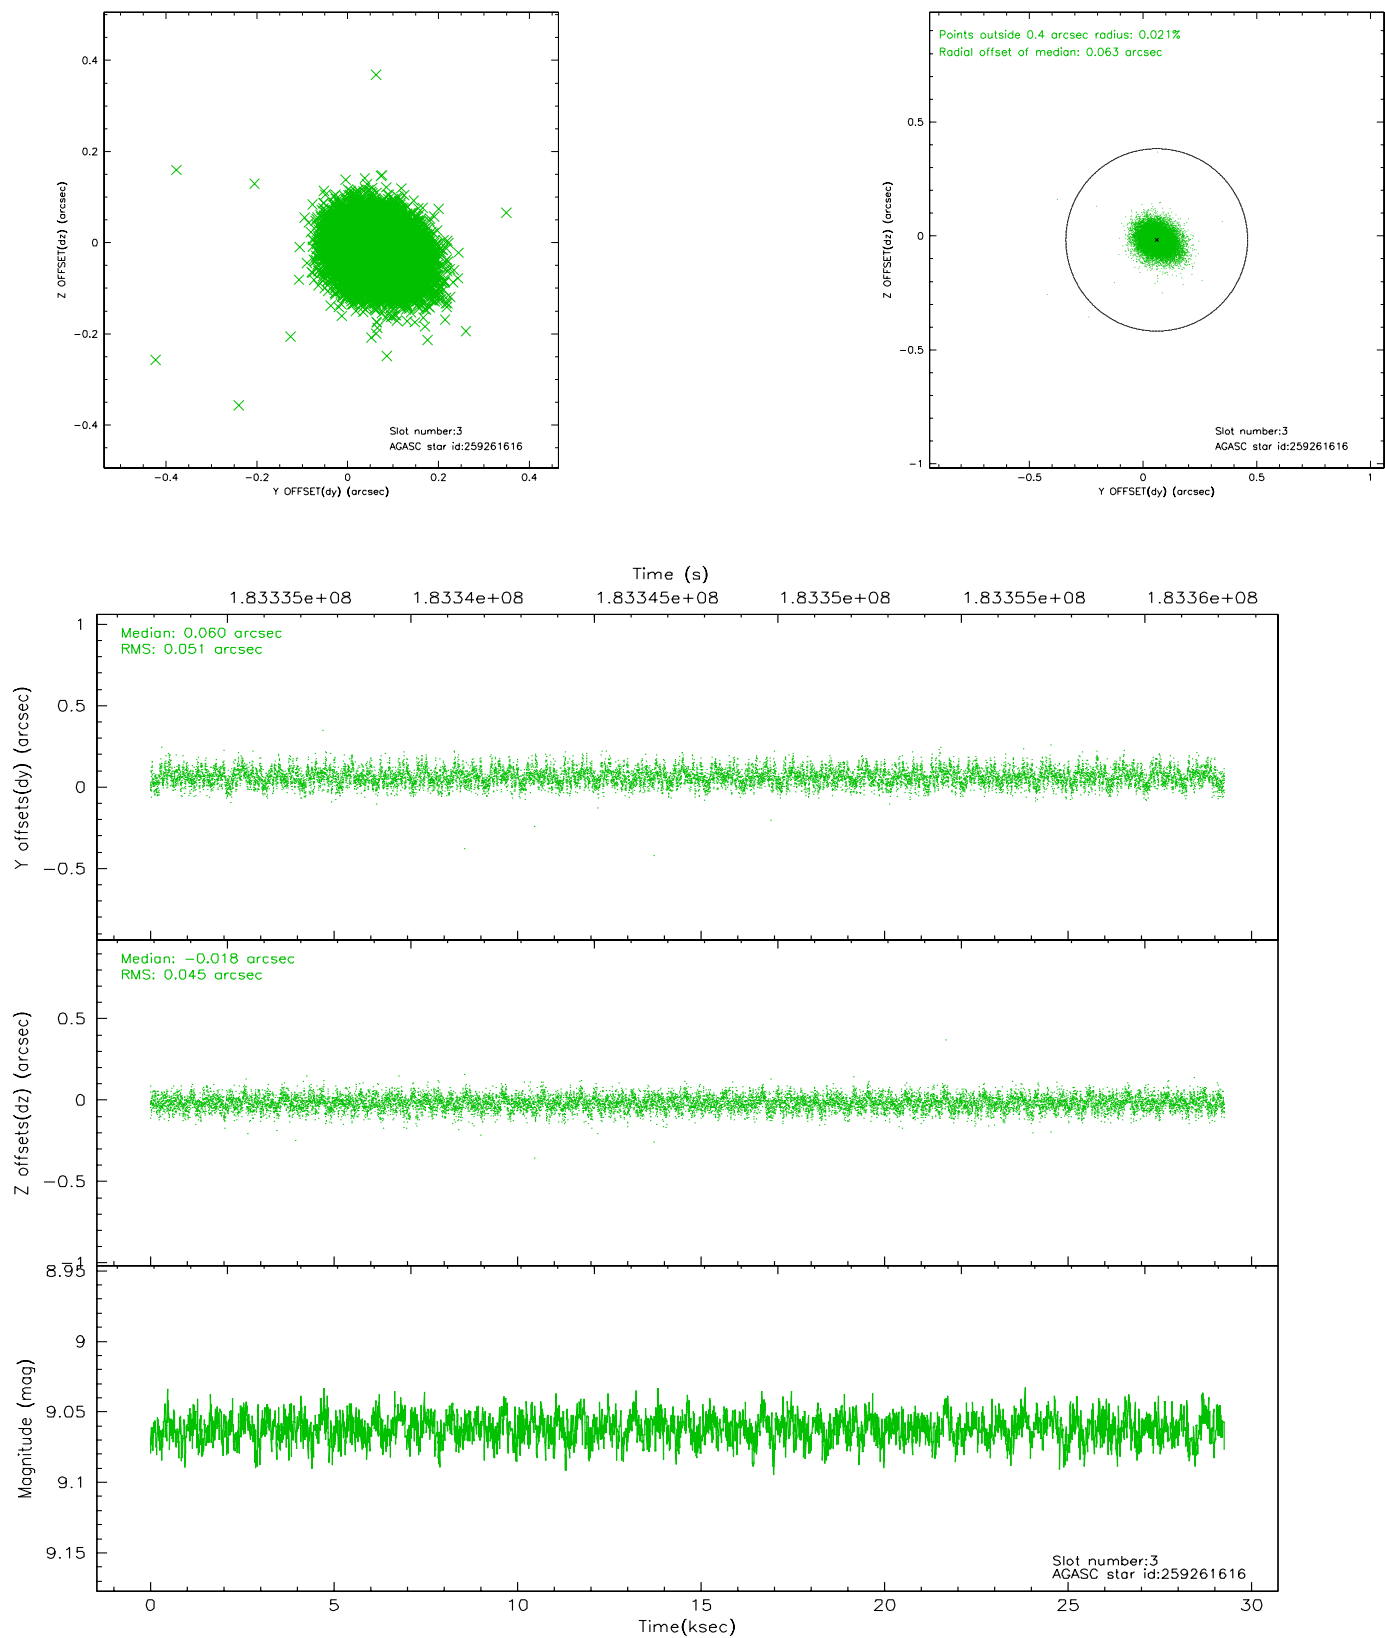 0.4
0.2
0
-0.2
-0.4
Z OFFSET(dz) (arcsec)
-0.4 -0.2 0 0.2 0.4
Y OFFSET(dy) (arcsec)
Slot number:3
AGASC star id:259261616
Points outside 0.4 arcsec radius: 0.021%
Radial offset of median: 0.063 arcsec
0.5
0
-0.5
-1
Z OFFSET(dz) (arcsec)
-0.5 0 0.5 1
Y OFFSET(dy) (arcsec)
Slot number:3
AGASC star id:259261616
Time (s)
1.83335e+08 1.8334e+08 1.83345e+08 1.8335e+08 1.83355e+08 1.8336e+08
Median: 0.060 arcsec
RMS: 0.051 arcsec
1
0.5
0
-0.5
Y offsets(dy) (arcsec)
Median: -0.018 arcsec
RMS: 0.045 arcsec
0.5
0
-0.5
-1
Z offsets(dz) (arcsec)
8.95
9
9.05
9.1
9.15
Magnitude (mag)
Slot number:3
AGASC star id:259261616
0 5 10 15 20 25 30
Time(ksec)